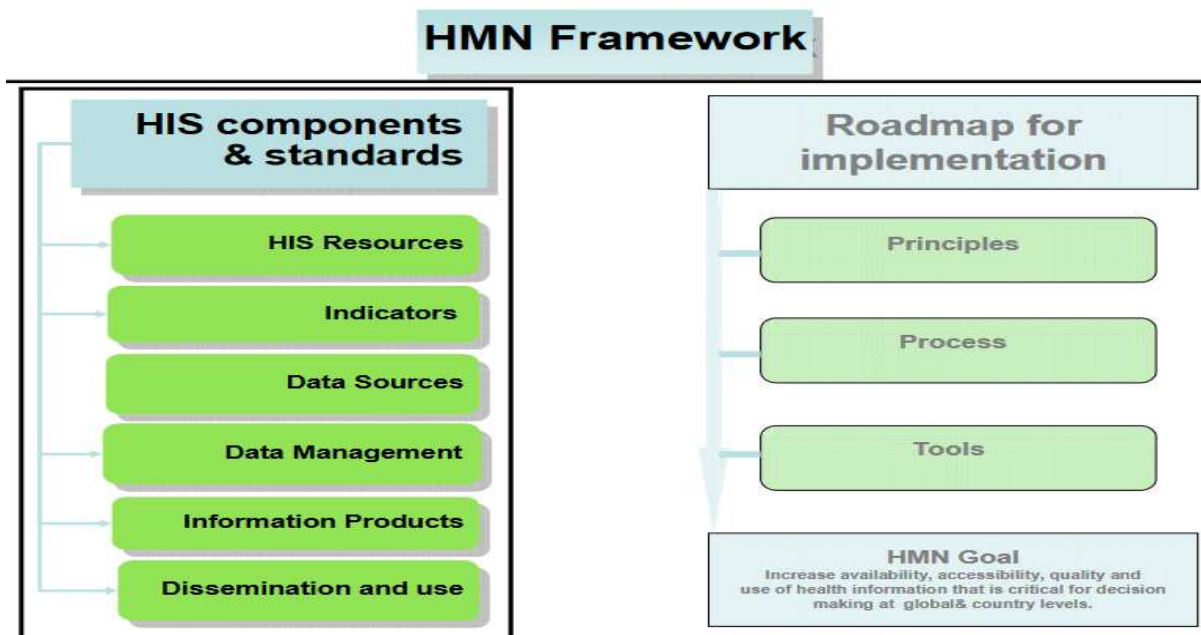 HMN Framework
HIS components
& standards
HIS Resources
Indicators
Data Sources
Data Management
Information Products
Dissemination and use
Roadmap for
implementation
Principles
Process
Tools
HMN Goal
Increase availability, accessibility, quality and
use of health information that is critical for decision
making at global& country levels.